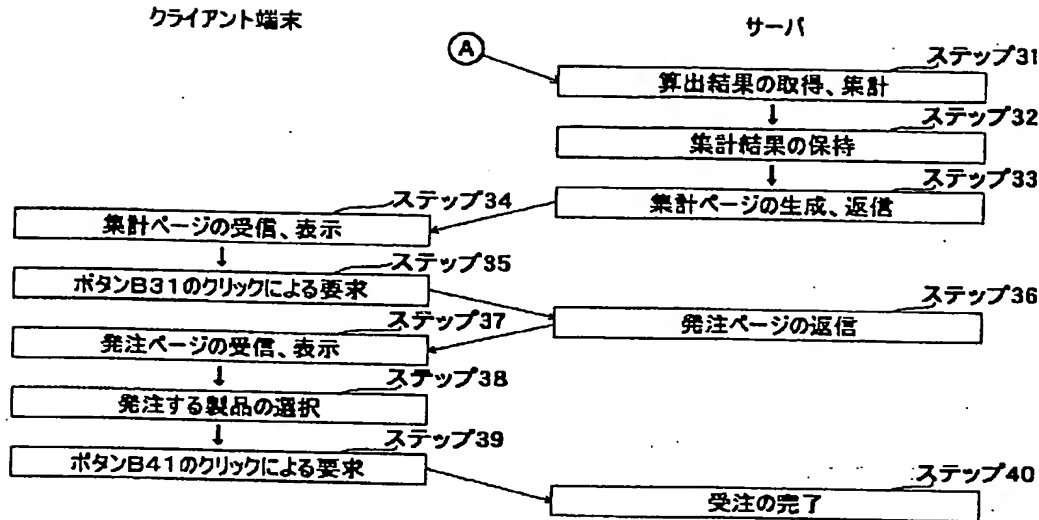 クライアント端末
サーバ
A
ステップ31
算出結果の取得、集計
ステップ32
集計結果の保持
ステップ33
集計ページの生成、返信
ステップ34
集計ページの受信、表示
ステップ35
ボタンB31のクリックによる要求
ステップ36
発注ページの返信
ステップ37
発注ページの受信、表示
ステップ38
発注する製品の選択
ステップ39
ボタンB41のクリックによる要求
ステップ40
受注の完了